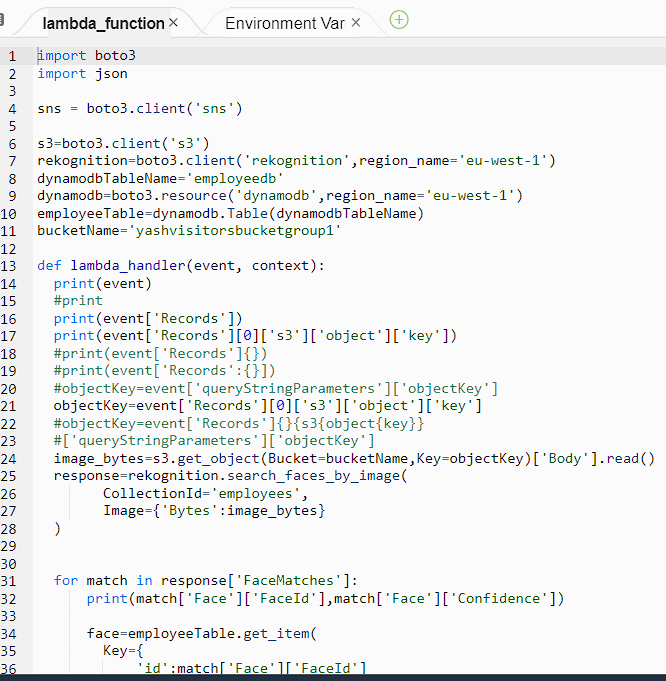 lambda_function × Environment Var ×
1 import boto3
2 import json
3
4 sns = boto3.client('sns')
5
6 s3=boto3.client('s3')
7 rekognition=boto3.client('rekognition',region_name='eu-west-1')
8 dynamodbTableName='employeedb'
9 dynamodb=boto3.resource('dynamodb',region_name='eu-west-1')
10 employeeTable=dynamodb.Table(dynamodbTableName)
11 bucketName='yashvisitorsbucketgroup1'
12
13 def lambda_handler(event, context):
14 print(event)
15 #print
16 print(event['Records'])
17 print(event['Records'][0]['s3']['object']['key'])
18 #print(event['Records']{})
19 #print(event['Records':{}])
20 #objectKey=event['queryStringParameters']['objectKey']
21 objectKey=event['Records'][0]['s3']['object']['key']
22 #objectKey=event['Records']{}{s3{object{key}}
23 #['queryStringParameters']['objectKey']
24 image_bytes=s3.get_object(Bucket=bucketName,Key=objectKey)['Body'].read()
25 response=rekognition.search_faces_by_image(
26 CollectionId='employees',
27 Image={'Bytes':image_bytes}
28 )
29
30
31 for match in response['FaceMatches']:
32 print(match['Face']['FaceId'],match['Face']['Confidence'])
33
34 face=employeeTable.get_item(
35 Key={
36 'id':match['Face']['FaceId']